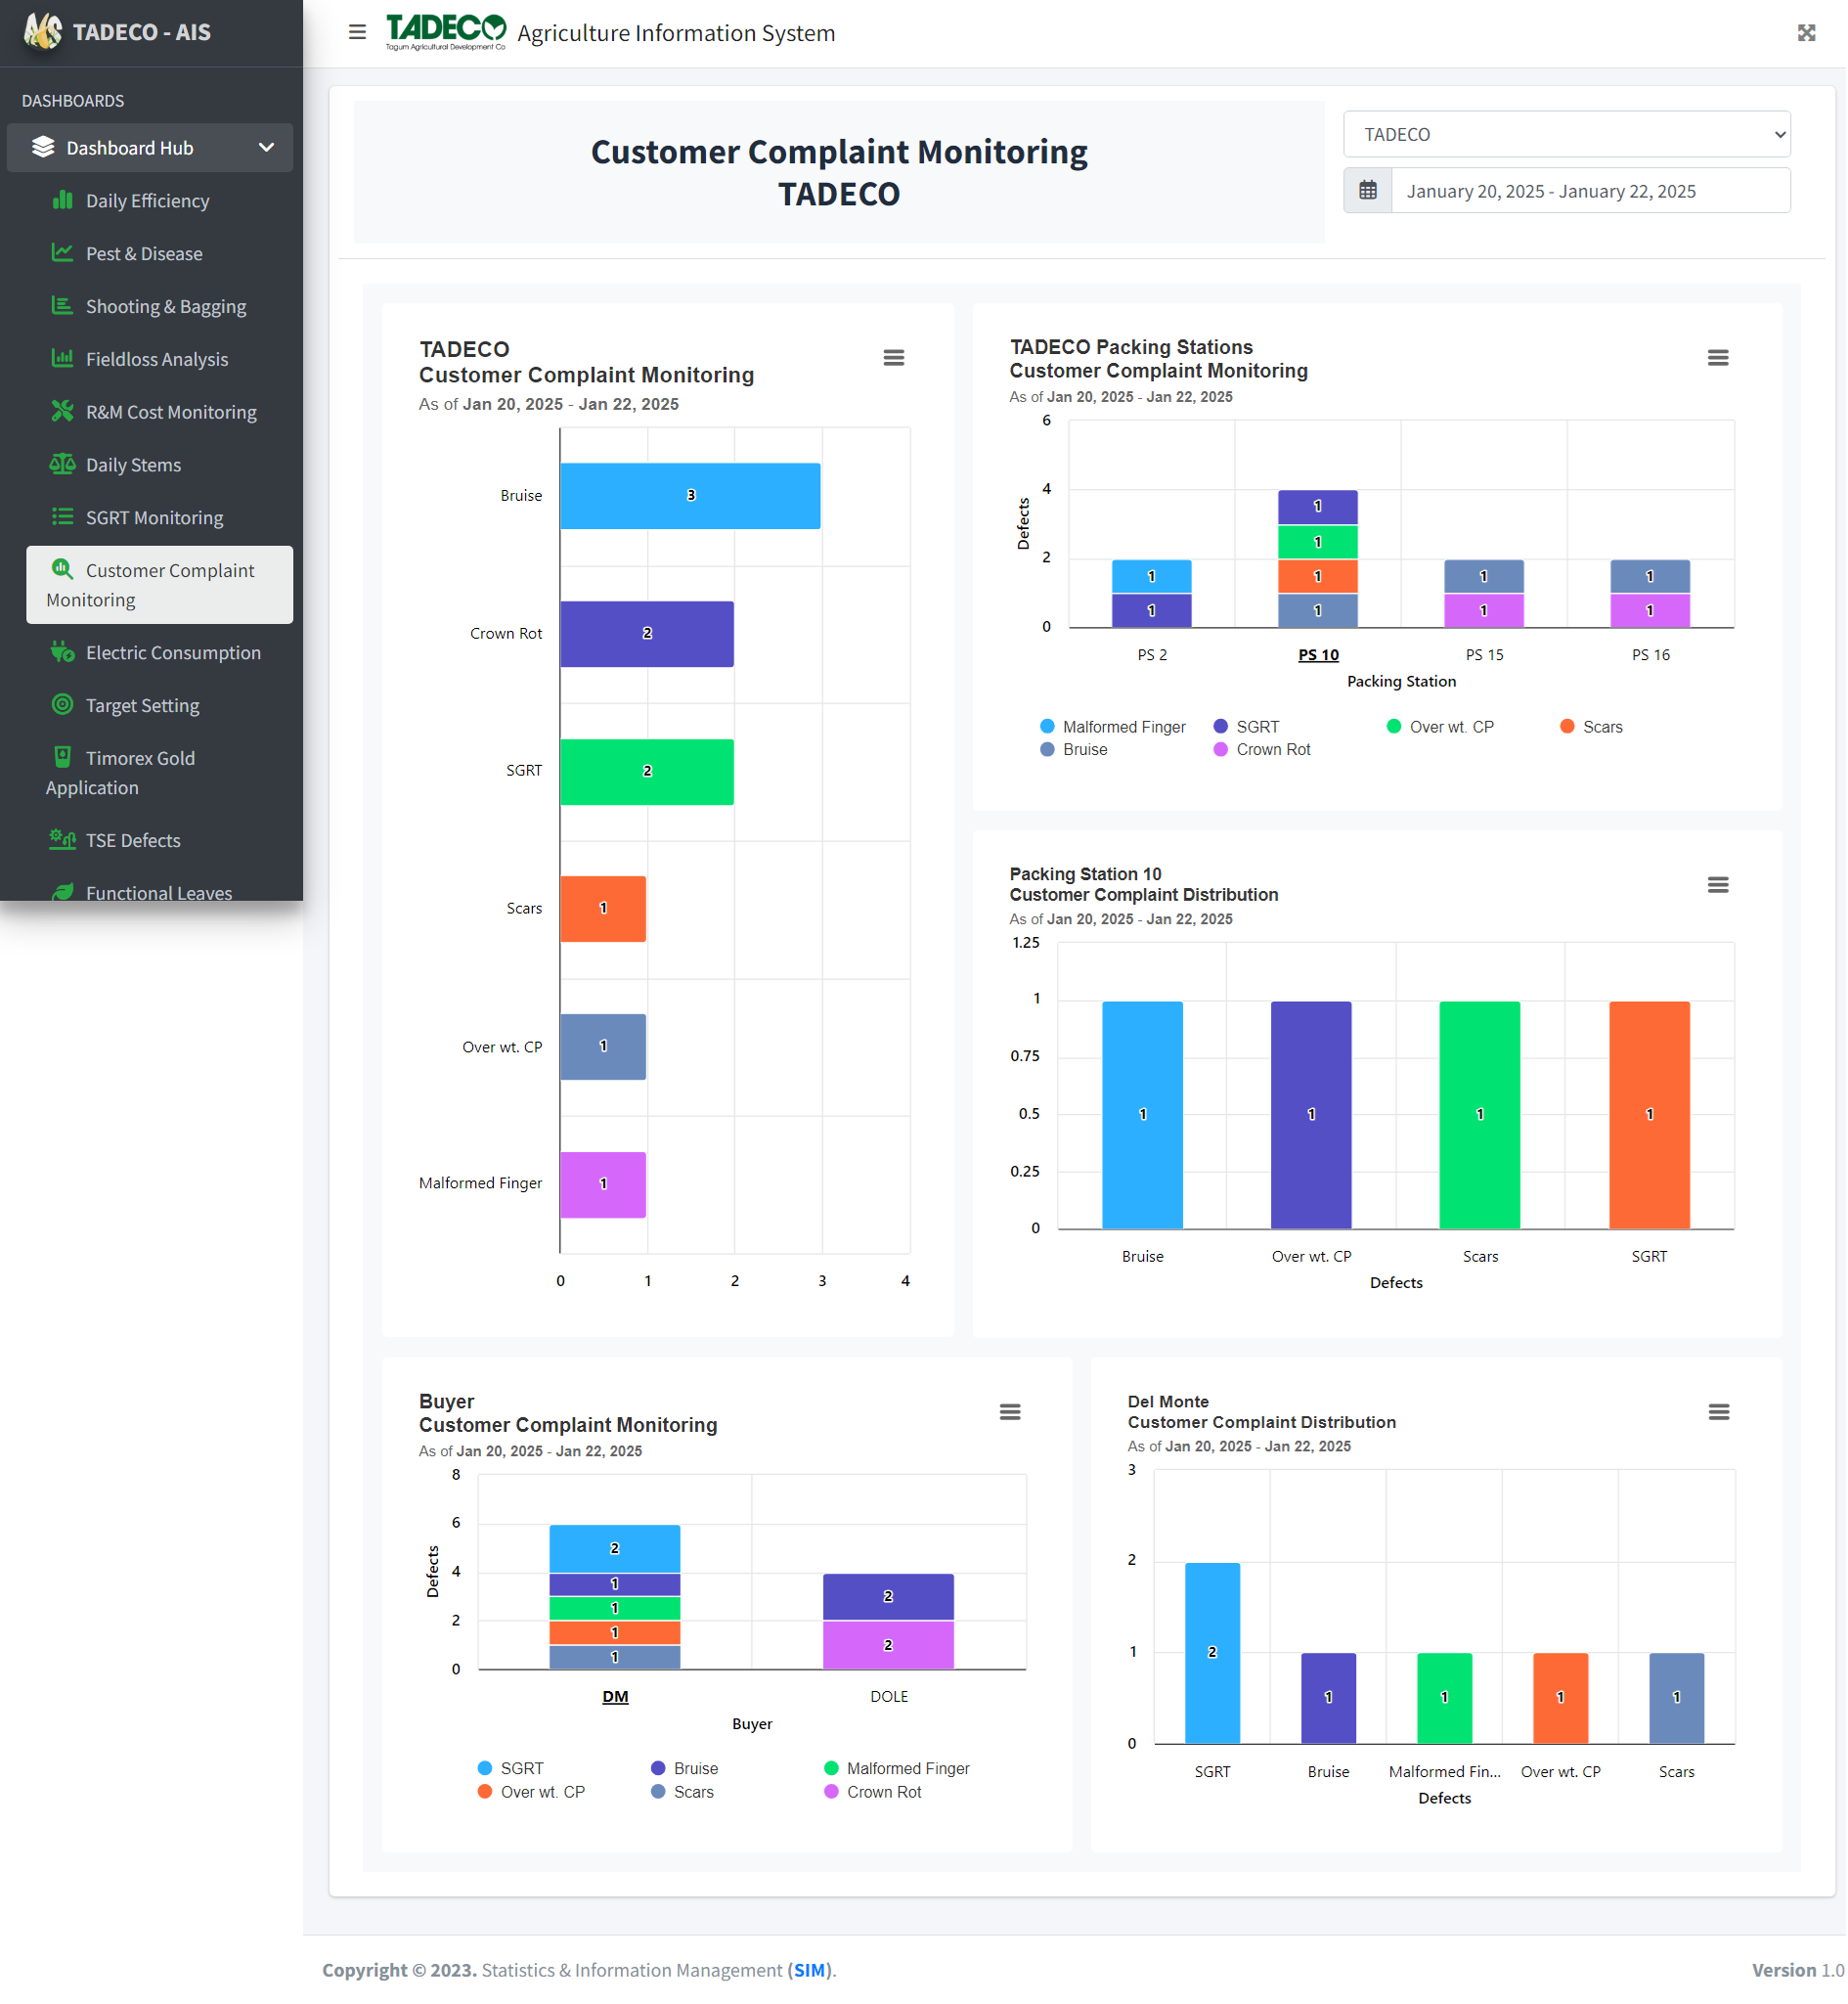 TADECO - AIS
DASHBOARDS
Dashboard Hub
Daily Efficiency
Pest & Disease
Shooting & Bagging
Fieldloss Analysis
R&M Cost Monitoring
Daily Stems
SGRT Monitoring
Customer Complaint
Monitoring
Electric Consumption
Target Setting
Timorex Gold
Application
TSE Defects
Functional Leaves
TADECO
Tagum Agricultural Development Co
Agriculture Information System
Customer Complaint Monitoring
TADECO
TADECO
January 20, 2025 - January 22, 2025
TADECO
Customer Complaint Monitoring
As of Jan 20, 2025 - Jan 22, 2025
Bruise
3
Crown Rot
2
SGRT
2
Scars
1
Over wt. CP
1
Malformed Finger
1
0 1 2 3 4
TADECO Packing Stations
Customer Complaint Monitoring
As of Jan 20, 2025 - Jan 22, 2025
6
4
2
0
Defects
1
1
1
1
1
1
1
1
1
1
PS 2 PS 10 PS 15 PS 16
Packing Station
Malformed Finger SGRT Over wt. CP Scars
Bruise Crown Rot
Packing Station 10
Customer Complaint Distribution
As of Jan 20, 2025 - Jan 22, 2025
1.25
1
0.75
0.5
0.25
0
1 1 1 1
Bruise Over wt. CP Scars SGRT
Defects
Buyer
Customer Complaint Monitoring
As of Jan 20, 2025 - Jan 22, 2025
8
6
4
2
0
Defects
2
1
1
1
1
2
2
DM DOLE
Buyer
SGRT Bruise Malformed Finger
Over wt. CP Scars Crown Rot
Del Monte
Customer Complaint Distribution
As of Jan 20, 2025 - Jan 22, 2025
3
2
1
0
2 1 1 1 1
SGRT Bruise Malformed Fin... Over wt. CP Scars
Defects
Copyright © 2023. Statistics & Information Management (SIM).
Version 1.0